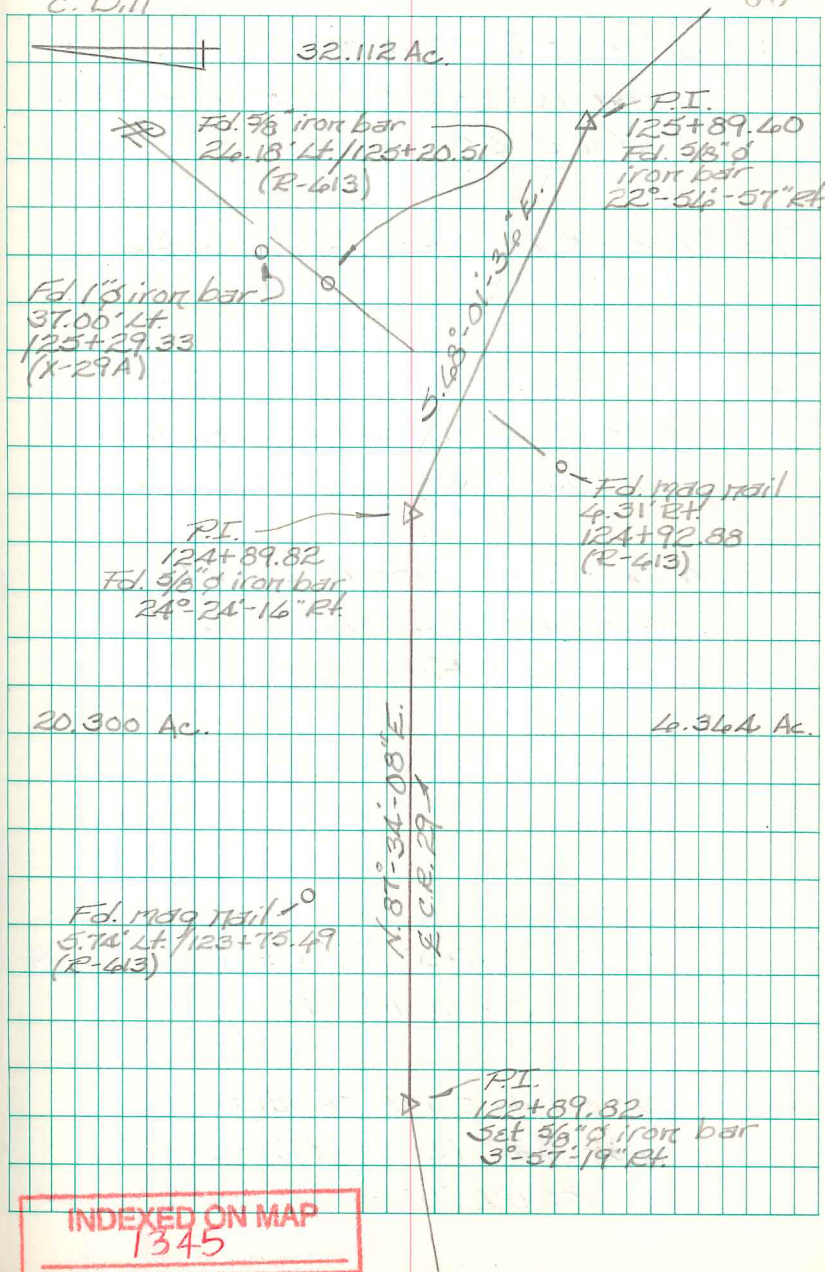 C. Dill
32.112 Ac.
Fd. 5/8" iron bar
26.18' Lt./125+20.51
(R-613)
P.I.
125+89.60
Fd. 5/8"ø
iron bar
22°-56'-57" Rt.
Fd. 1"ø iron bar
37.00' Lt.
125+29.33
(X-29A)
S.68°-01'-36"E.
Fd. mag nail
6.31' Rt.
124+92.88
(R-613)
P.I.
124+89.82
Fd. 5/8"ø iron bar
24°-24'-16" Rt.
20.300 Ac.
6.364 Ac.
N.87°-34'-08"E.
℄ C.R. 29
Fd. mag nail
5.74' Lt./123+75.49
(R-613)
P.I.
122+89.82
Set 5/8"ø iron bar
3°-57'-19" Rt.
INDEXED ON MAP
1345